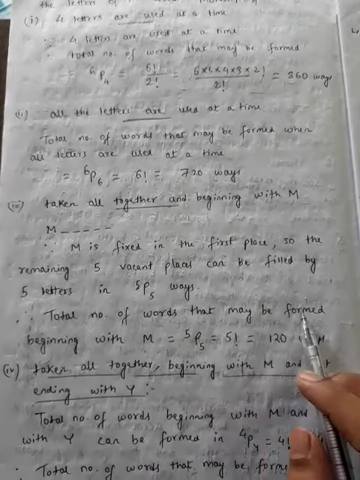 the letters of
(i) 4 letters are used at a time
∵ 4 letters are used at a time
∴ Total no. of words that may be formed
= ⁶P₄ = 6!/2! = 6×5×4×3×2!/2! = 360 ways
(ii) all the letters are used at a time
Total no. of words that may be formed when
all letters are used at a time
= ⁶P₆ = 6! = 720 ways
(iii) taken all together and beginning with M
M _ _ _ _ _
∵ M is fixed in the first place, so the
remaining 5 vacant places can be filled by
5 letters in ⁵P₅ ways.
∴ Total no. of words that may be formed
beginning with M = ⁵P₅ = 5! = 120
(iv) taken all together, beginning with M and
ending with Y :-
Total no. of words beginning with M and
with Y can be formed in ⁴P₄ = 4!
∴ Total no. of words that may be